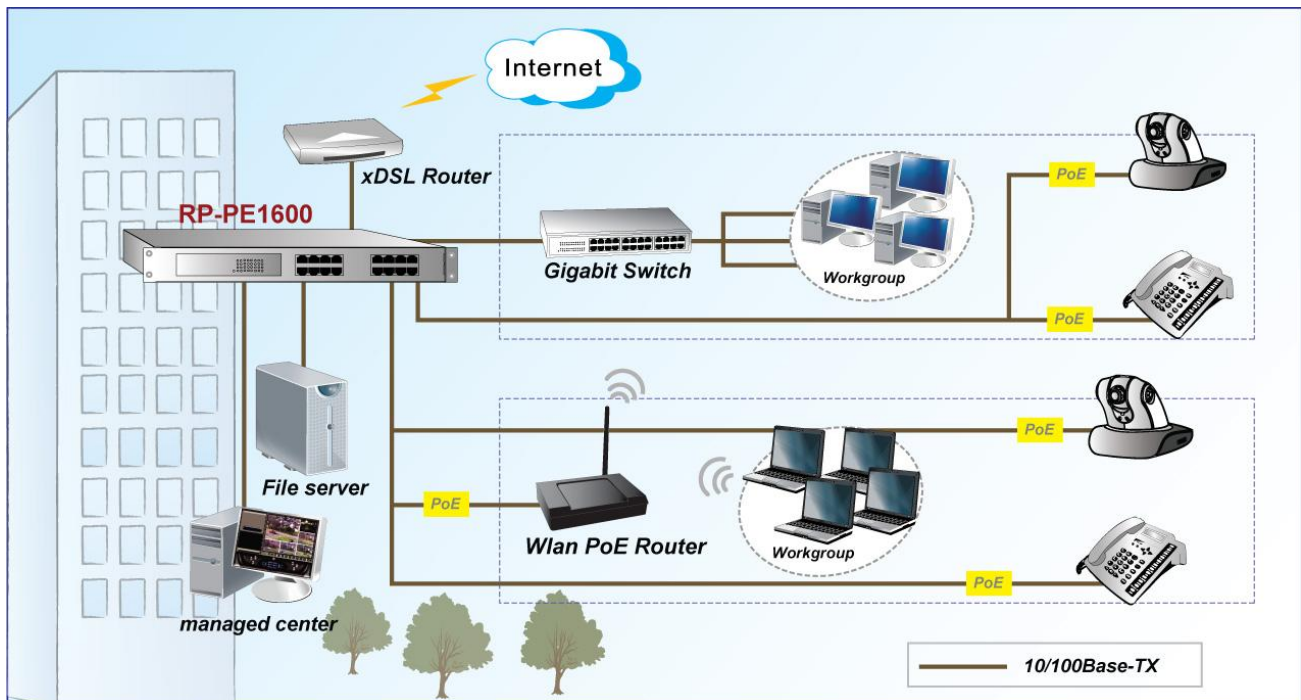 Internet
xDSL Router
RP-PE1600
PoE
Gigabit Switch
Workgroup
PoE
File server
PoE
PoE
Wlan PoE Router
Workgroup
PoE
managed center
10/100Base-TX